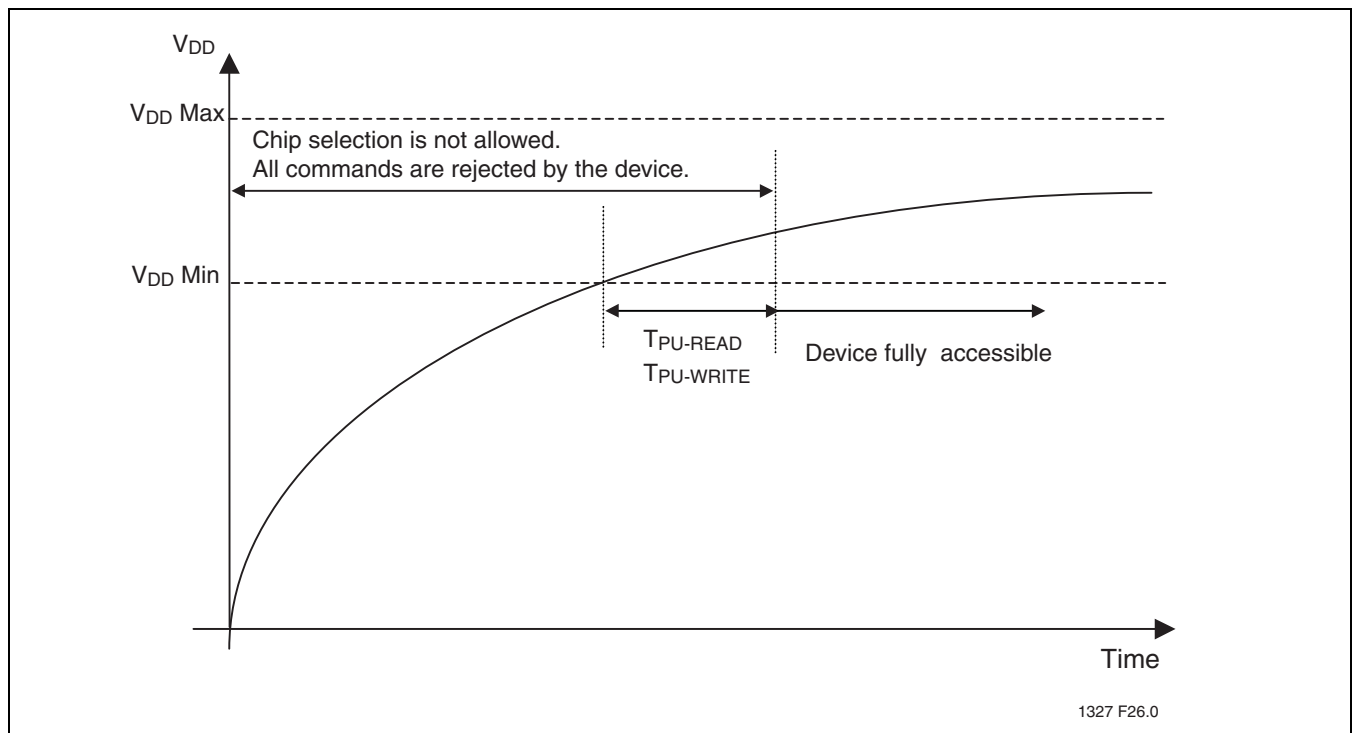 VDD
VDD Max
Chip selection is not allowed.
All commands are rejected by the device.
VDD Min
TPU-READ
TPU-WRITE
Device fully accessible
Time
1327 F26.0